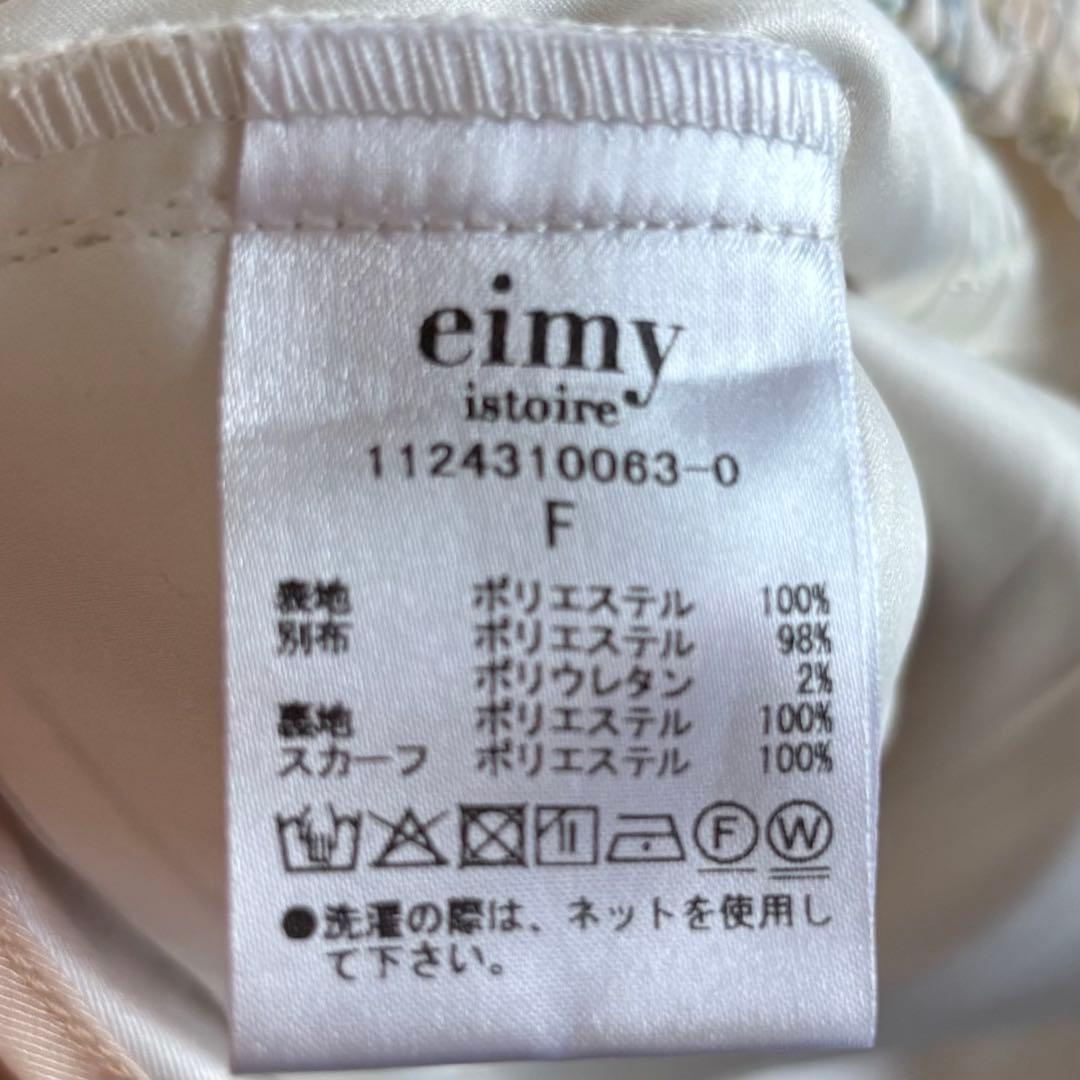 eimy
istoire
1124310063-0
F
表地 ポリエステル 100%
別布 ポリエステル 98%
ポリウレタン 2%
裏地 ポリエステル 100%
スカーフ ポリエステル 100%
F W
●洗濯の際は、ネットを使用し
て下さい。